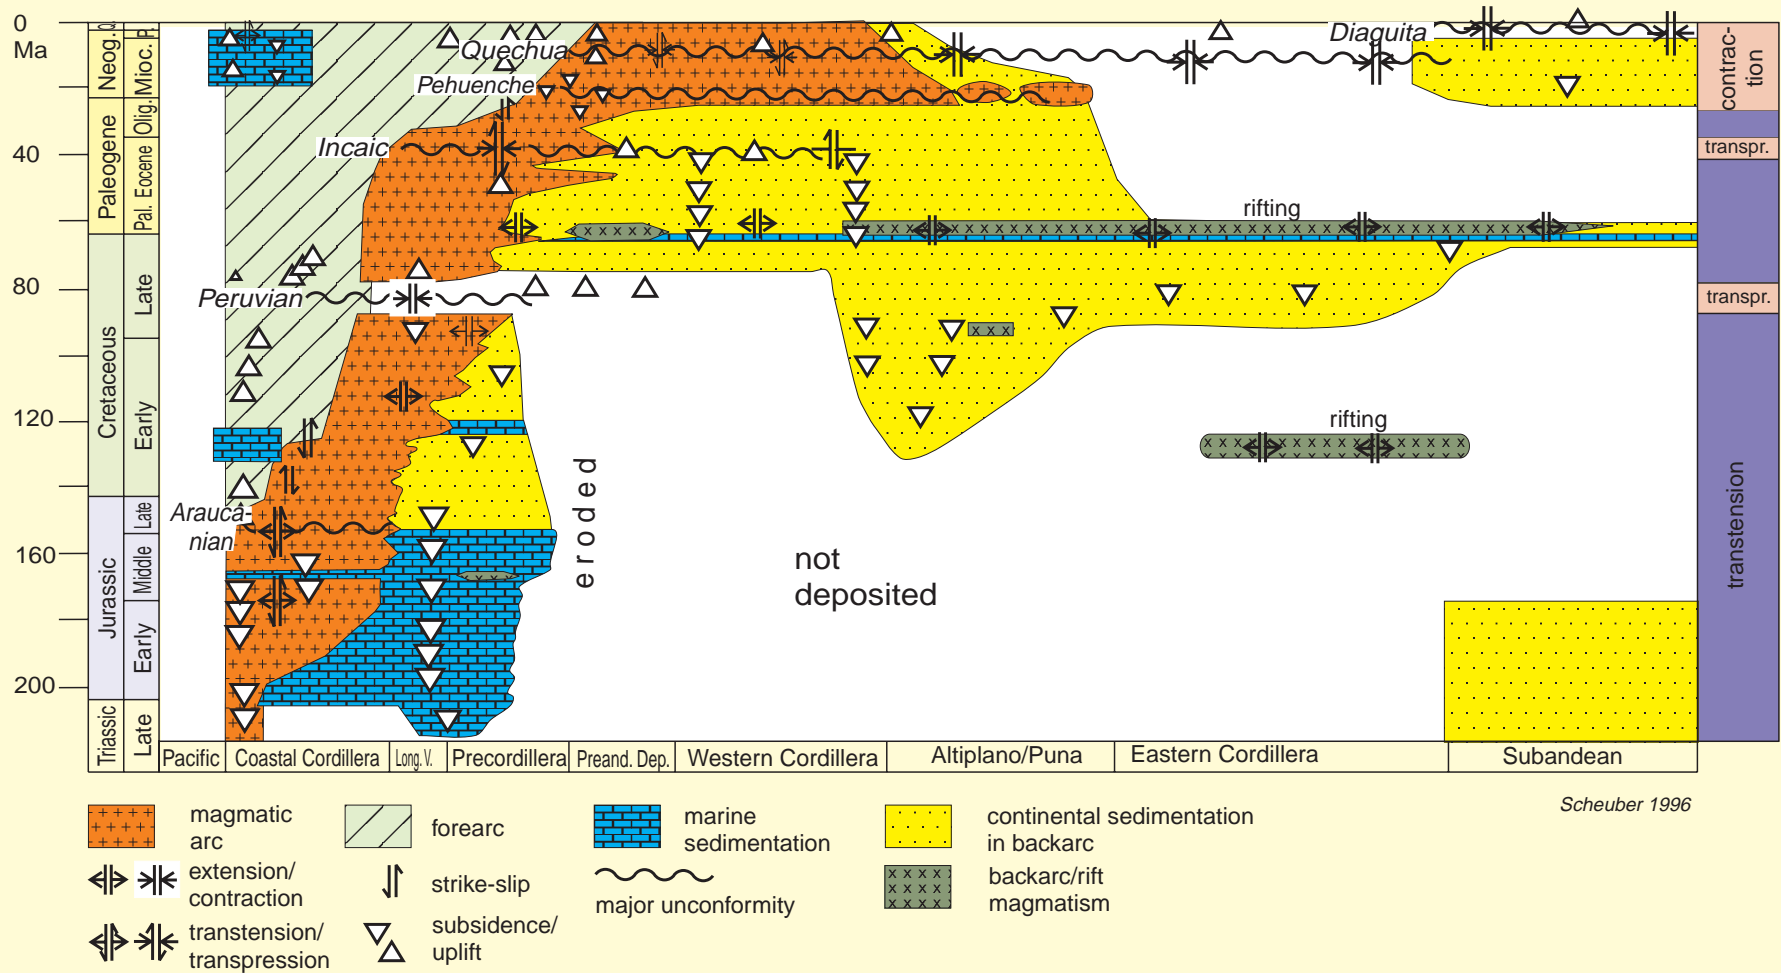 0
Ma
40
80
120
160
200
Neog.
Q.
P.
Mioc.
Paleogene
Olig.
Eocene
Pal.
Cretaceous
Late
Early
Jurassic
Late
Middle
Early
Triassic
Late
Quechua
Pehuenche
Incaic
Peruvian
Arauca-
nian
Diaquita
rifting
rifting
eroded
not
deposited
contrac-
tion
transpr.
transpr.
transtension
Pacific
Coastal Cordillera
Long. V.
Precordillera
Preand. Dep.
Western Cordillera
Altiplano/Puna
Eastern Cordillera
Subandean
magmatic
arc
forearc
marine
sedimentation
continental sedimentation
in backarc
Scheuber 1996
extension/
contraction
strike-slip
major unconformity
backarc/rift
magmatism
transtension/
transpression
subsidence/
uplift